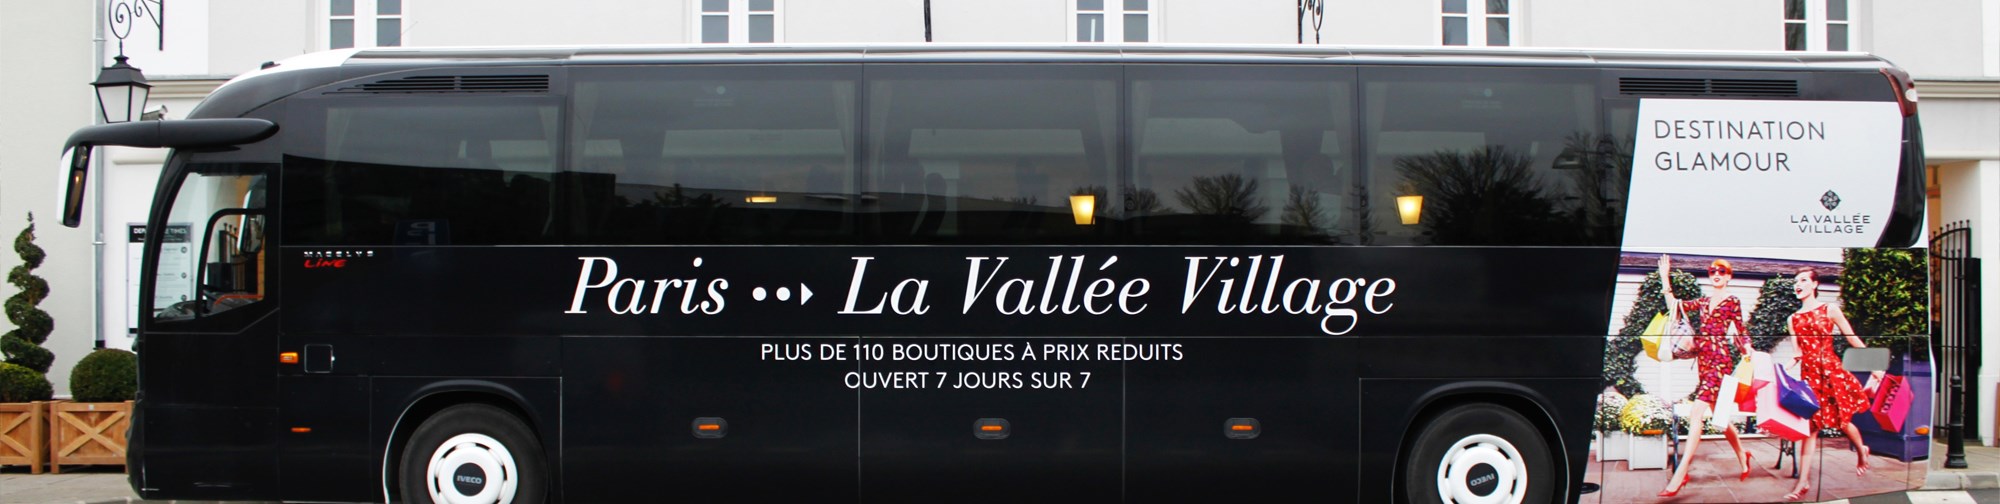 DESTINATION
GLAMOUR
LA VALLÉE
VILLAGE
MASSLYS
LiNE
Paris ••▸ La Vallée Village
PLUS DE 110 BOUTIQUES À PRIX REDUITS
OUVERT 7 JOURS SUR 7
IVECO
IVECO